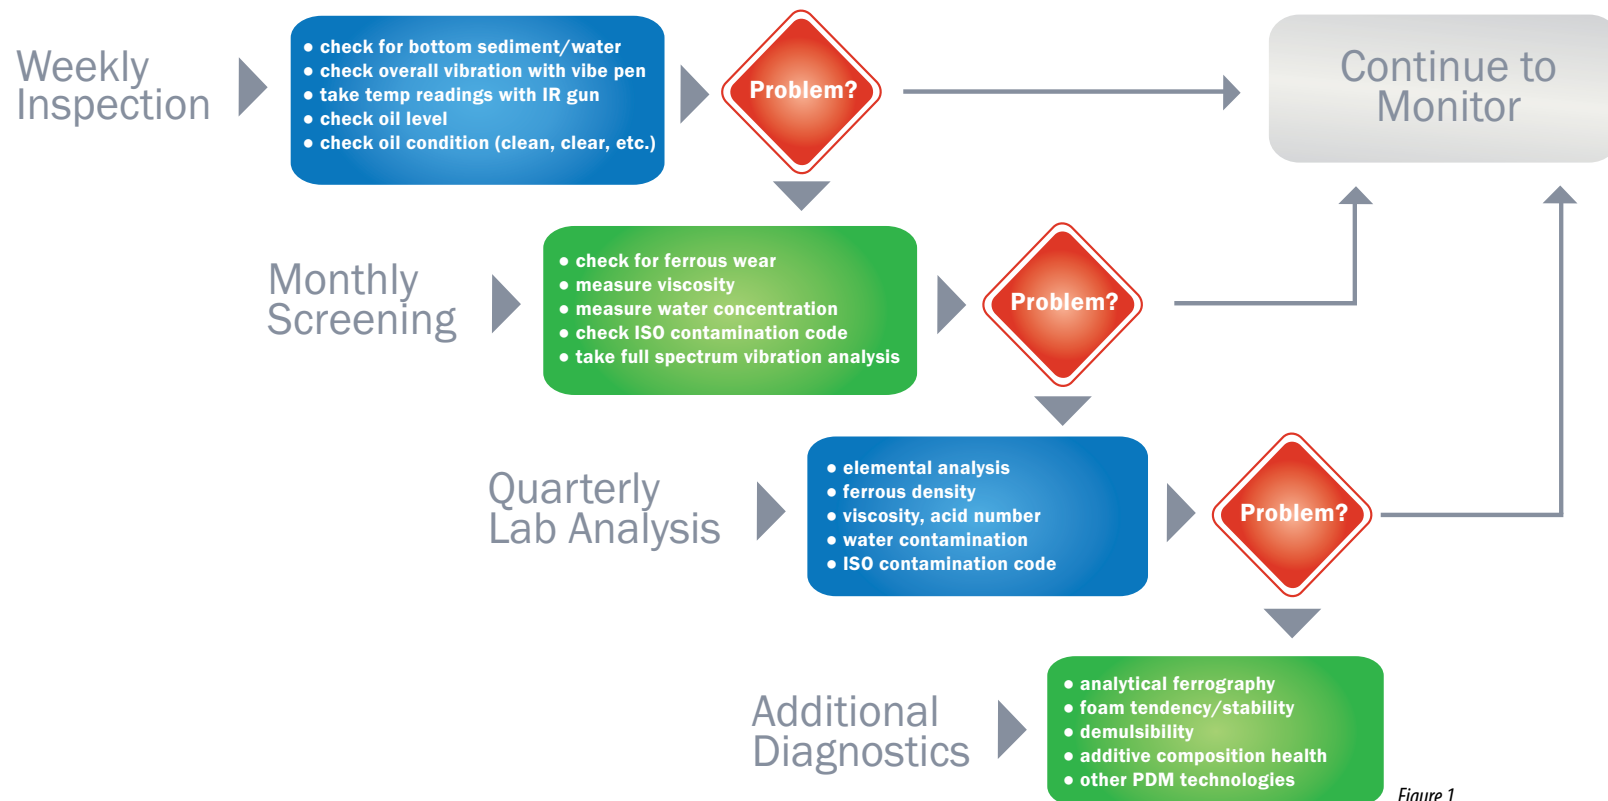 Weekly
Inspection
● check for bottom sediment/water
● check overall vibration with vibe pen
● take temp readings with IR gun
● check oil level
● check oil condition (clean, clear, etc.)
Problem?
Continue to
Monitor
Monthly
Screening
● check for ferrous wear
● measure viscosity
● measure water concentration
● check ISO contamination code
● take full spectrum vibration analysis
Problem?
Quarterly
Lab Analysis
● elemental analysis
● ferrous density
● viscosity, acid number
● water contamination
● ISO contamination code
Problem?
Additional
Diagnostics
● analytical ferrography
● foam tendency/stability
● demulsibility
● additive composition health
● other PDM technologies
Figure 1